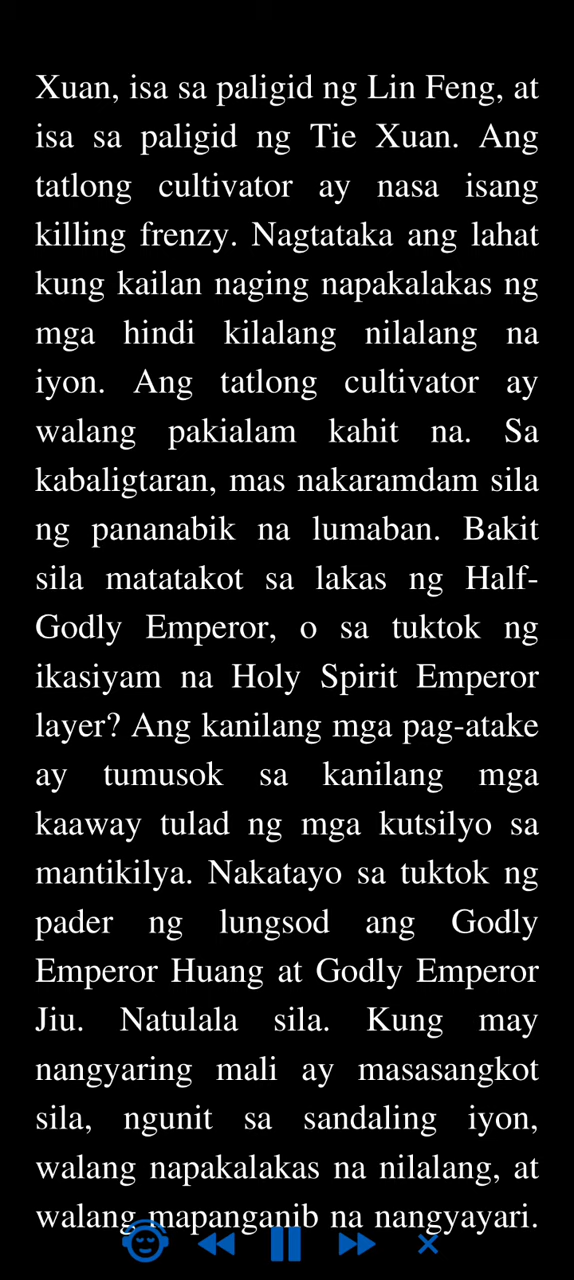 Xuan, isa sa paligid ng Lin Feng, at
isa sa paligid ng Tie Xuan. Ang
tatlong cultivator ay nasa isang
killing frenzy. Nagtataka ang lahat
kung kailan naging napakalakas ng
mga hindi kilalang nilalang na
iyon. Ang tatlong cultivator ay
walang pakialam kahit na. Sa
kabaligtaran, mas nakaramdam sila
ng pananabik na lumaban. Bakit
sila matatakot sa lakas ng Half-
Godly Emperor, o sa tuktok ng
ikasiyam na Holy Spirit Emperor
layer? Ang kanilang mga pag-atake
ay tumusok sa kanilang mga
kaaway tulad ng mga kutsilyo sa
mantikilya. Nakatayo sa tuktok ng
pader ng lungsod ang Godly
Emperor Huang at Godly Emperor
Jiu. Natulala sila. Kung may
nangyaring mali ay masasangkot
sila, ngunit sa sandaling iyon,
walang napakalakas na nilalang, at
walang mapanganib na nangyayari.